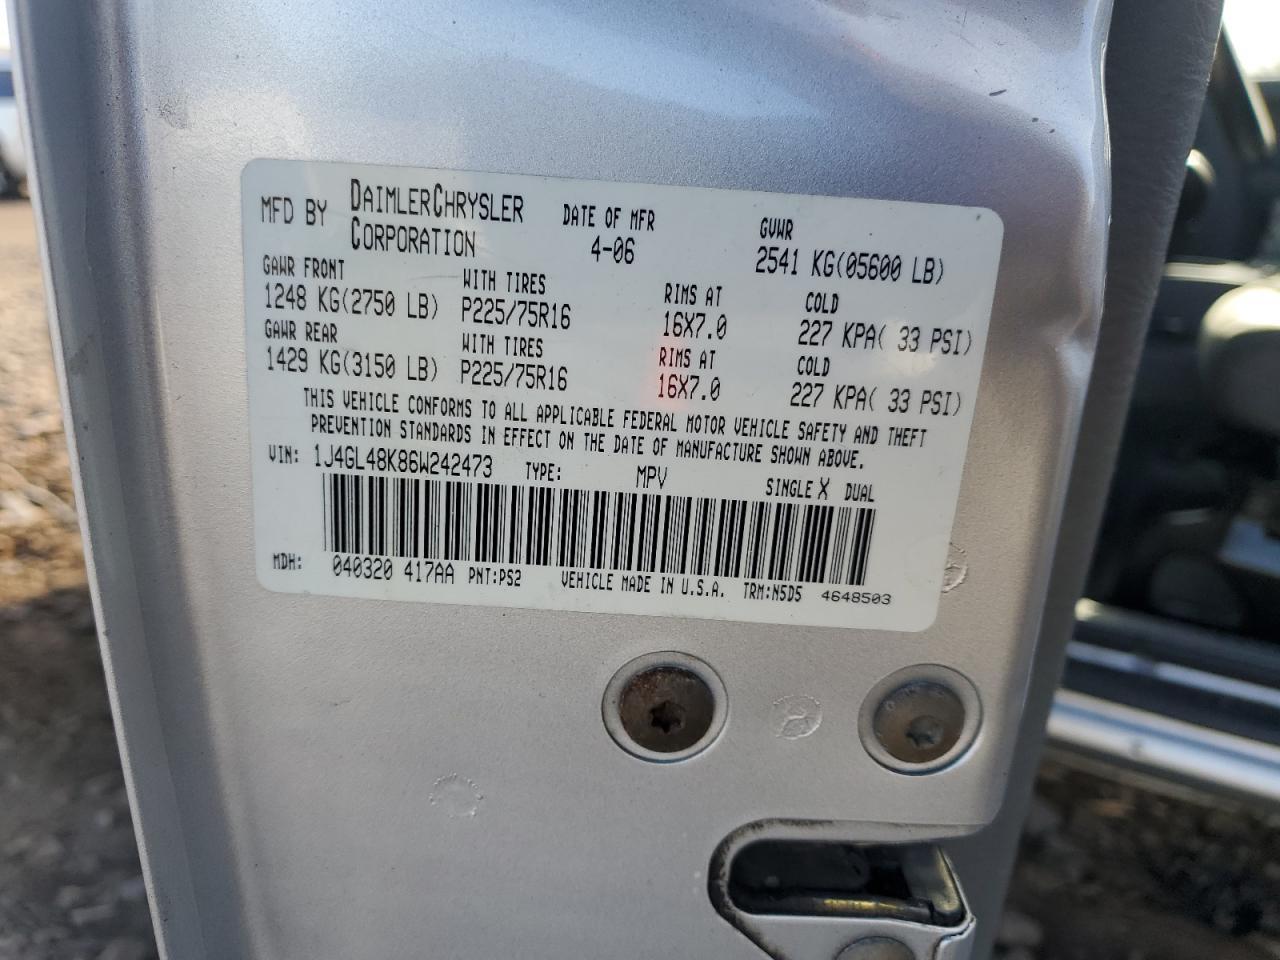 MFD BY DAIMLERCHRYSLER CORPORATION DATE OF MFR 4-06 GVWR 2541 KG(05600 LB)
GAWR FRONT WITH TIRES RIMS AT COLD
1248 KG(2750 LB) P225/75R16 16X7.0 227 KPA( 33 PSI)
GAWR REAR WITH TIRES RIMS AT COLD
1429 KG(3150 LB) P225/75R16 16X7.0 227 KPA( 33 PSI)
THIS VEHICLE CONFORMS TO ALL APPLICABLE FEDERAL MOTOR VEHICLE SAFETY AND THEFT
PREVENTION STANDARDS IN EFFECT ON THE DATE OF MANUFACTURE SHOWN ABOVE.
VIN: 1J4GL48K86W242473 TYPE: MPV SINGLE X DUAL
MDH: 040320 417AA PNT:PS2 VEHICLE MADE IN U.S.A. TRM:N5D5 4648503